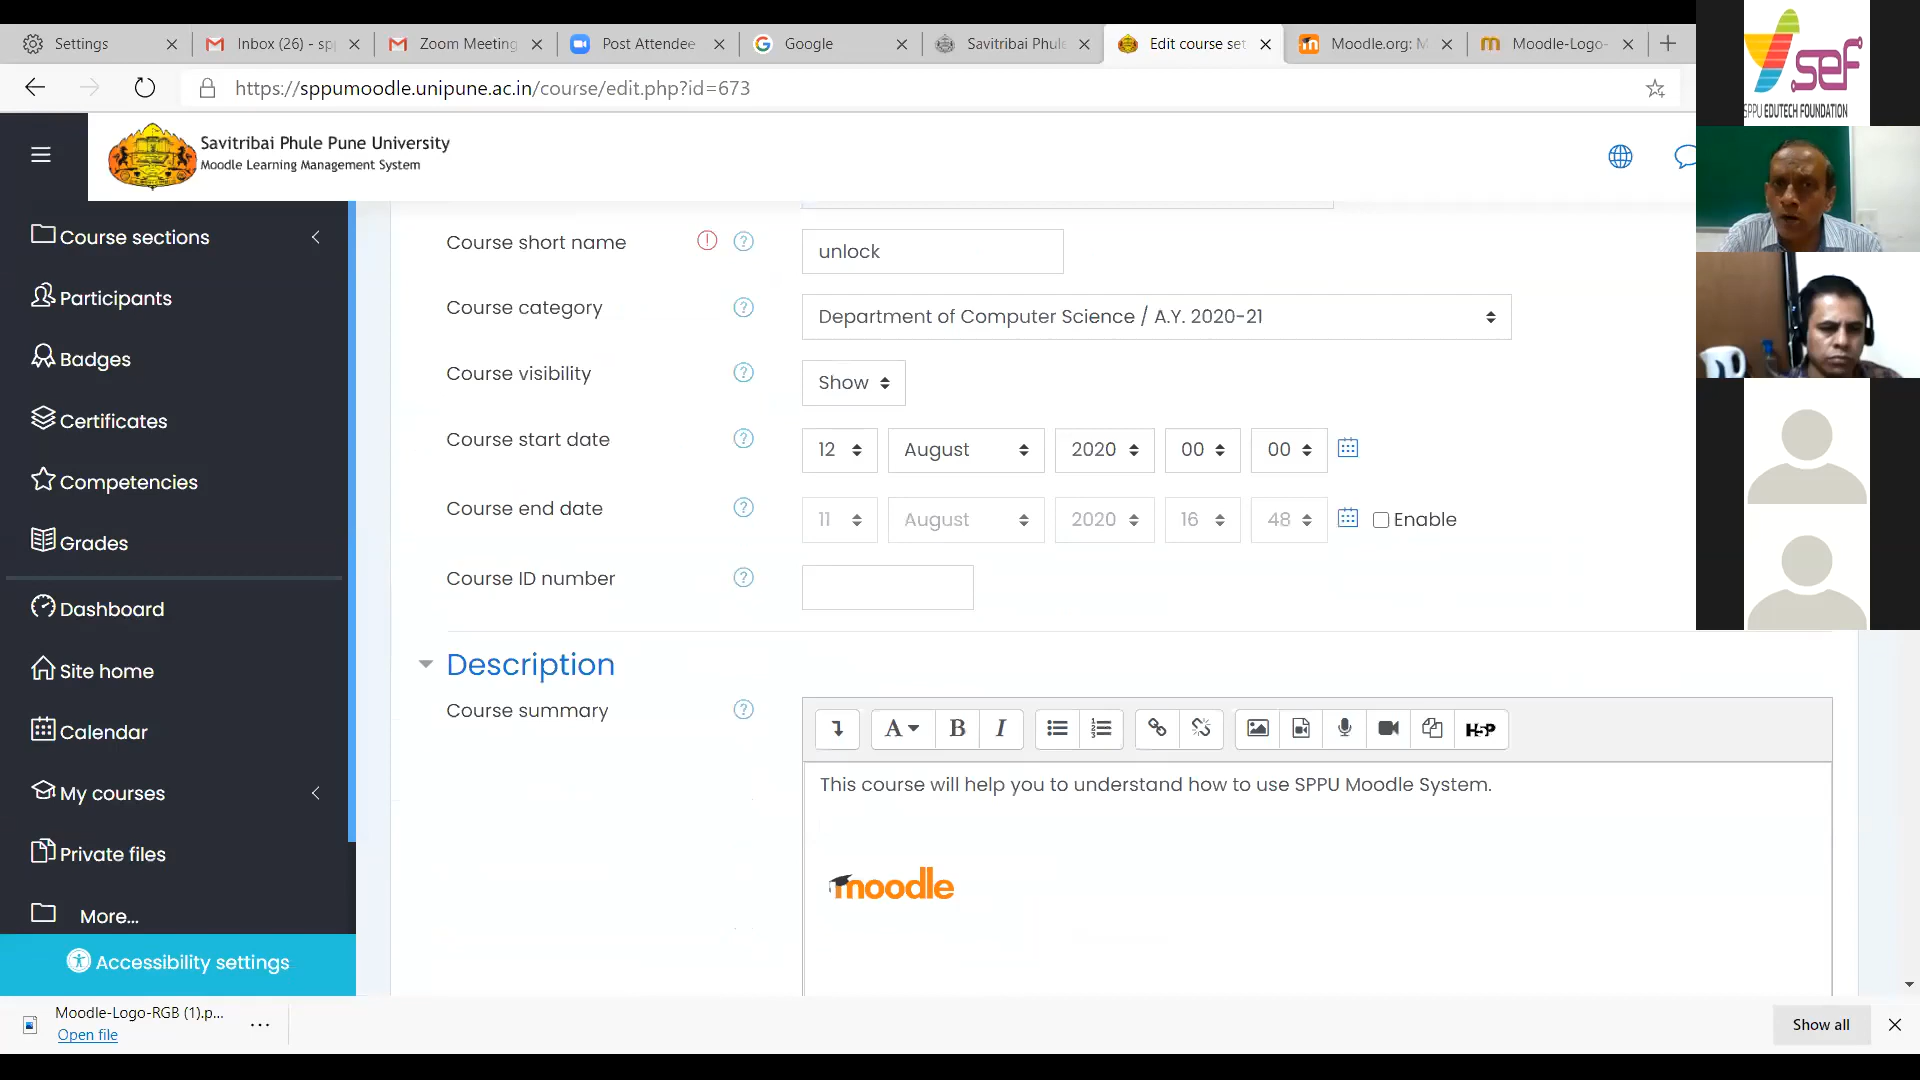 Settings
Inbox (26) - sp
Zoom Meeting
Post Attendee
Google
Savitribai Phule
Edit course set
Moodle.org: M
Moodle-Logo-
https://sppumoodle.unipune.ac.in/course/edit.php?id=673
sef
SPPU EDUTECH FOUNDATION
Savitribai Phule Pune University
Moodle Learning Management System
Course sections
Participants
Badges
Certificates
Competencies
Grades
Dashboard
Site home
Calendar
My courses
Private files
More...
Accessibility settings
Course short name
unlock
Course category
Department of Computer Science / A.Y. 2020-21
Course visibility
Show
Course start date
12 August 2020 00 00
Course end date
11 August 2020 16 48 Enable
Course ID number
Description
Course summary
A B I H5P
This course will help you to understand how to use SPPU Moodle System.
moodle
Moodle-Logo-RGB (1).p...
Open file
Show all